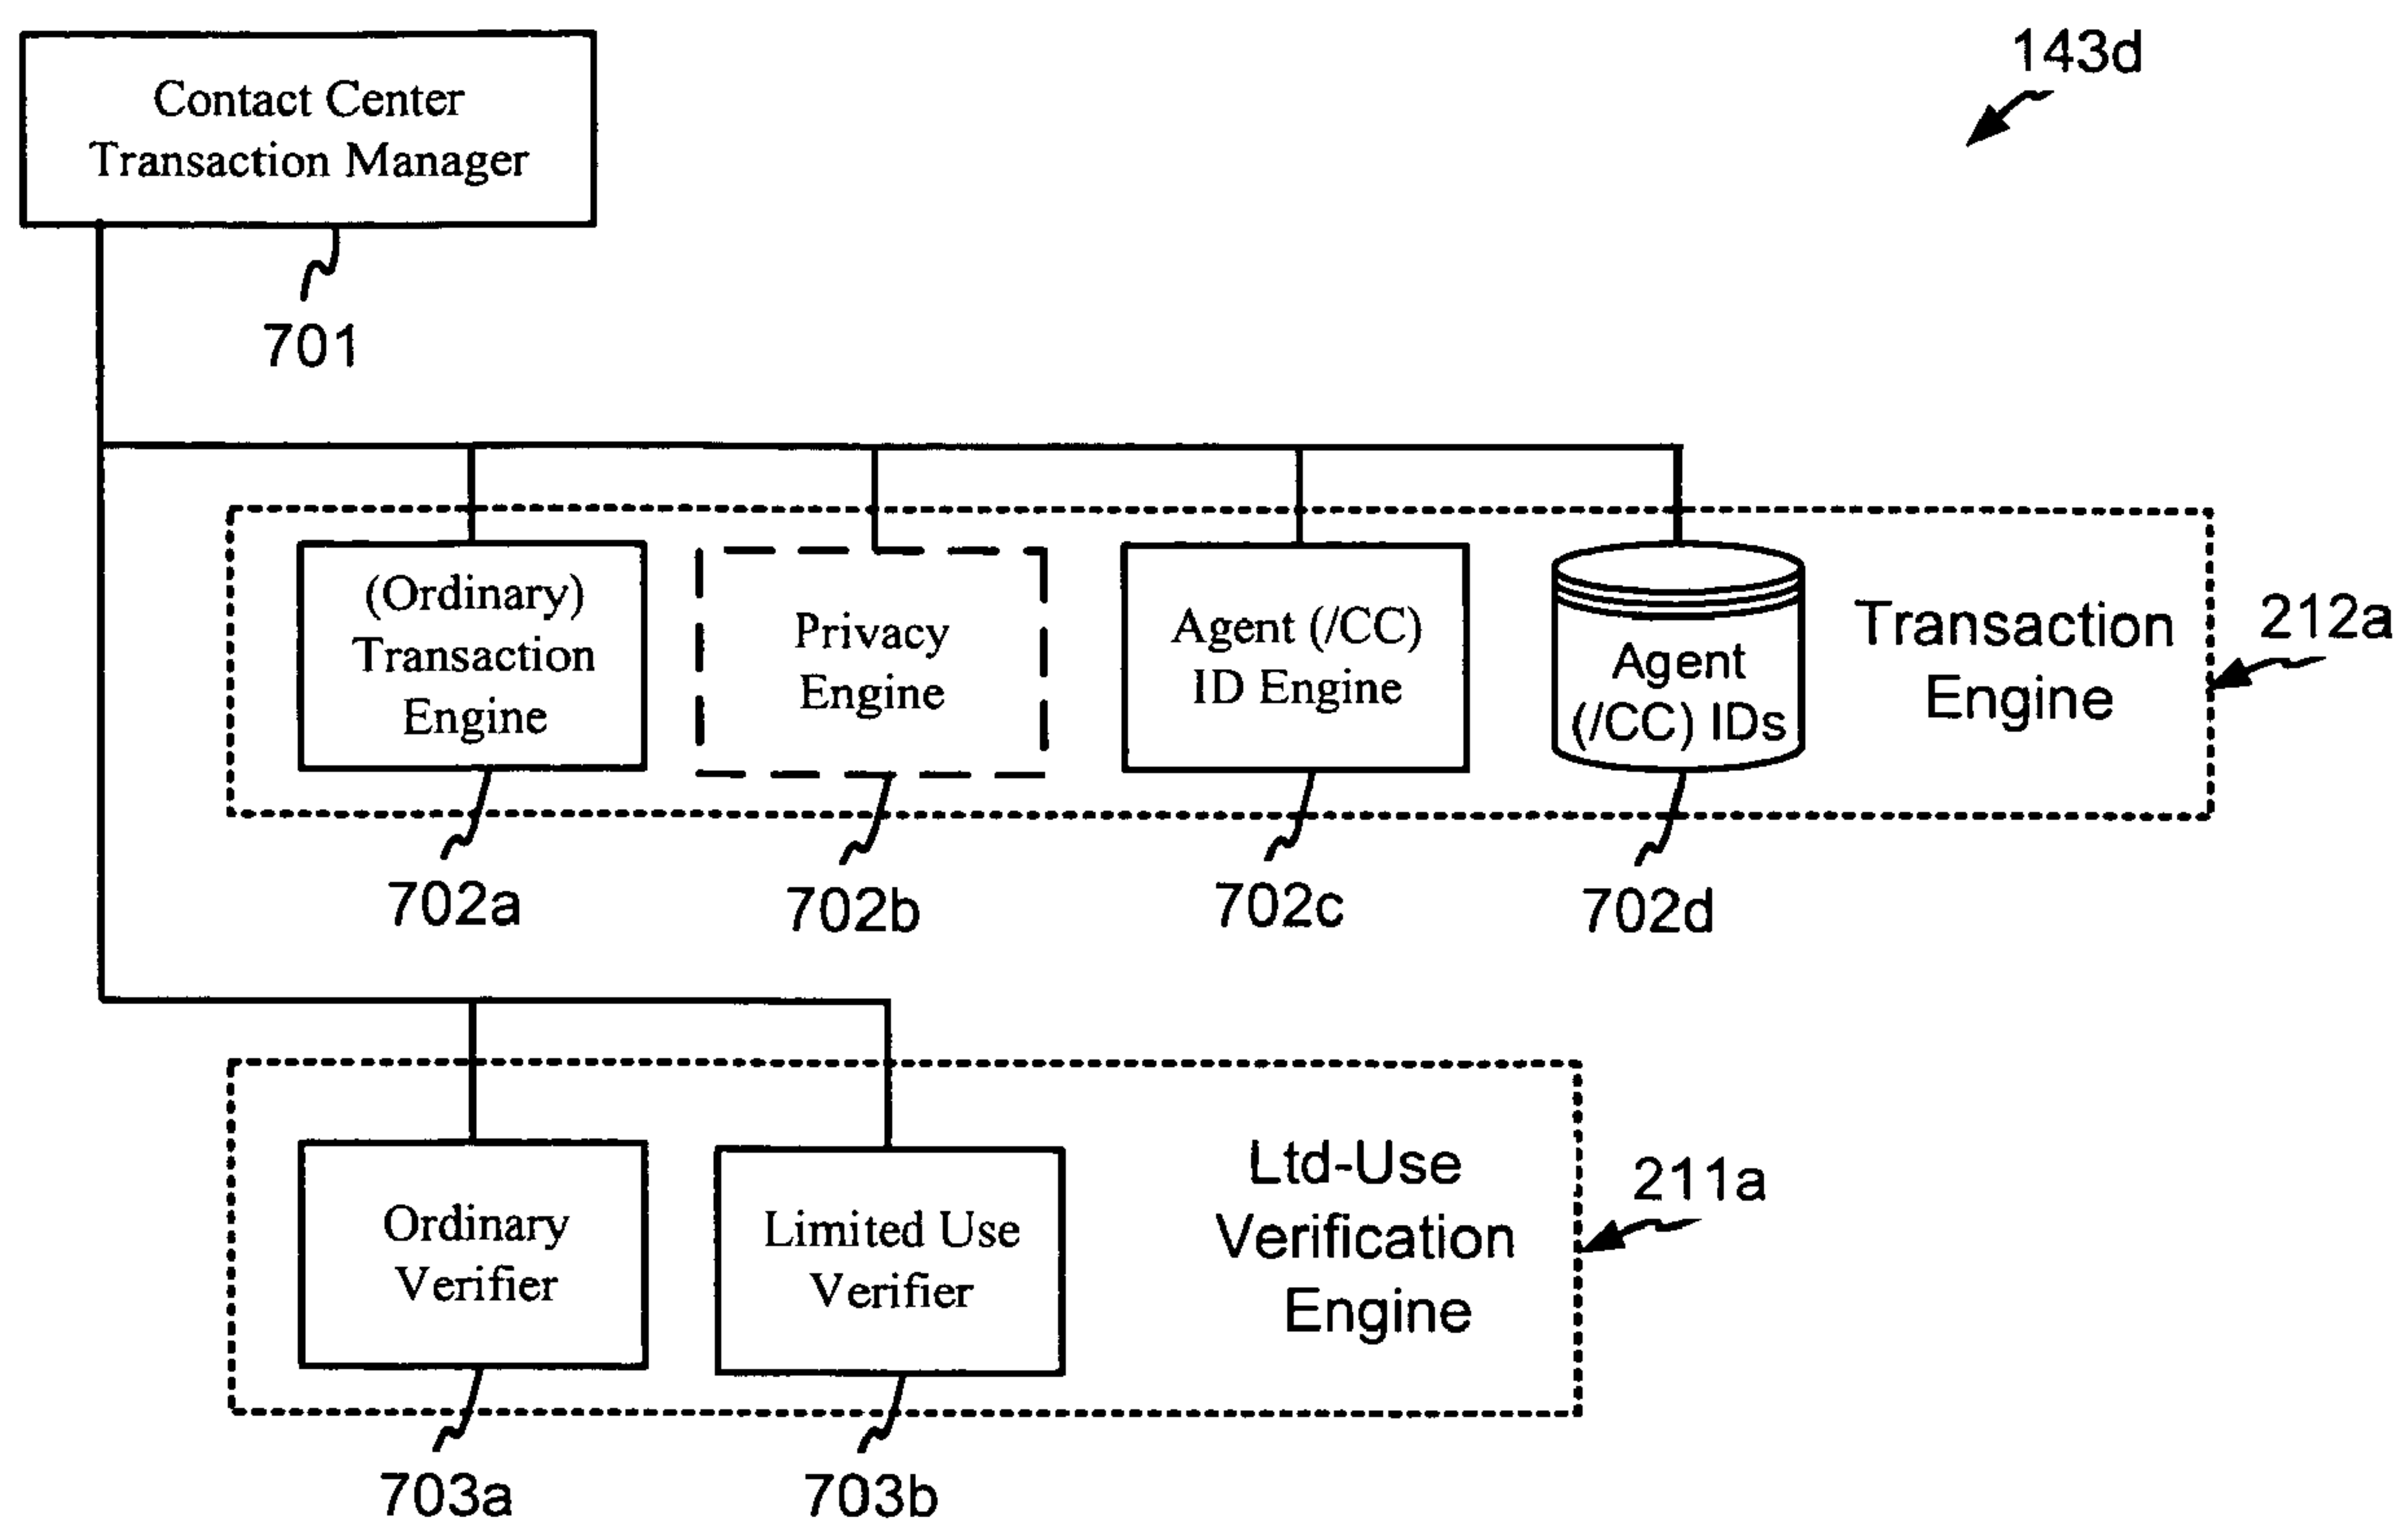 143d
Contact Center
Transaction Manager
701
(Ordinary)
Transaction
Engine
Privacy
Engine
Agent (/CC)
ID Engine
Agent
(/CC) IDs
Transaction
Engine
212a
702a
702b
702c
702d
Ordinary
Verifier
Limited Use
Verifier
Ltd-Use
Verification
Engine
211a
703a
703b